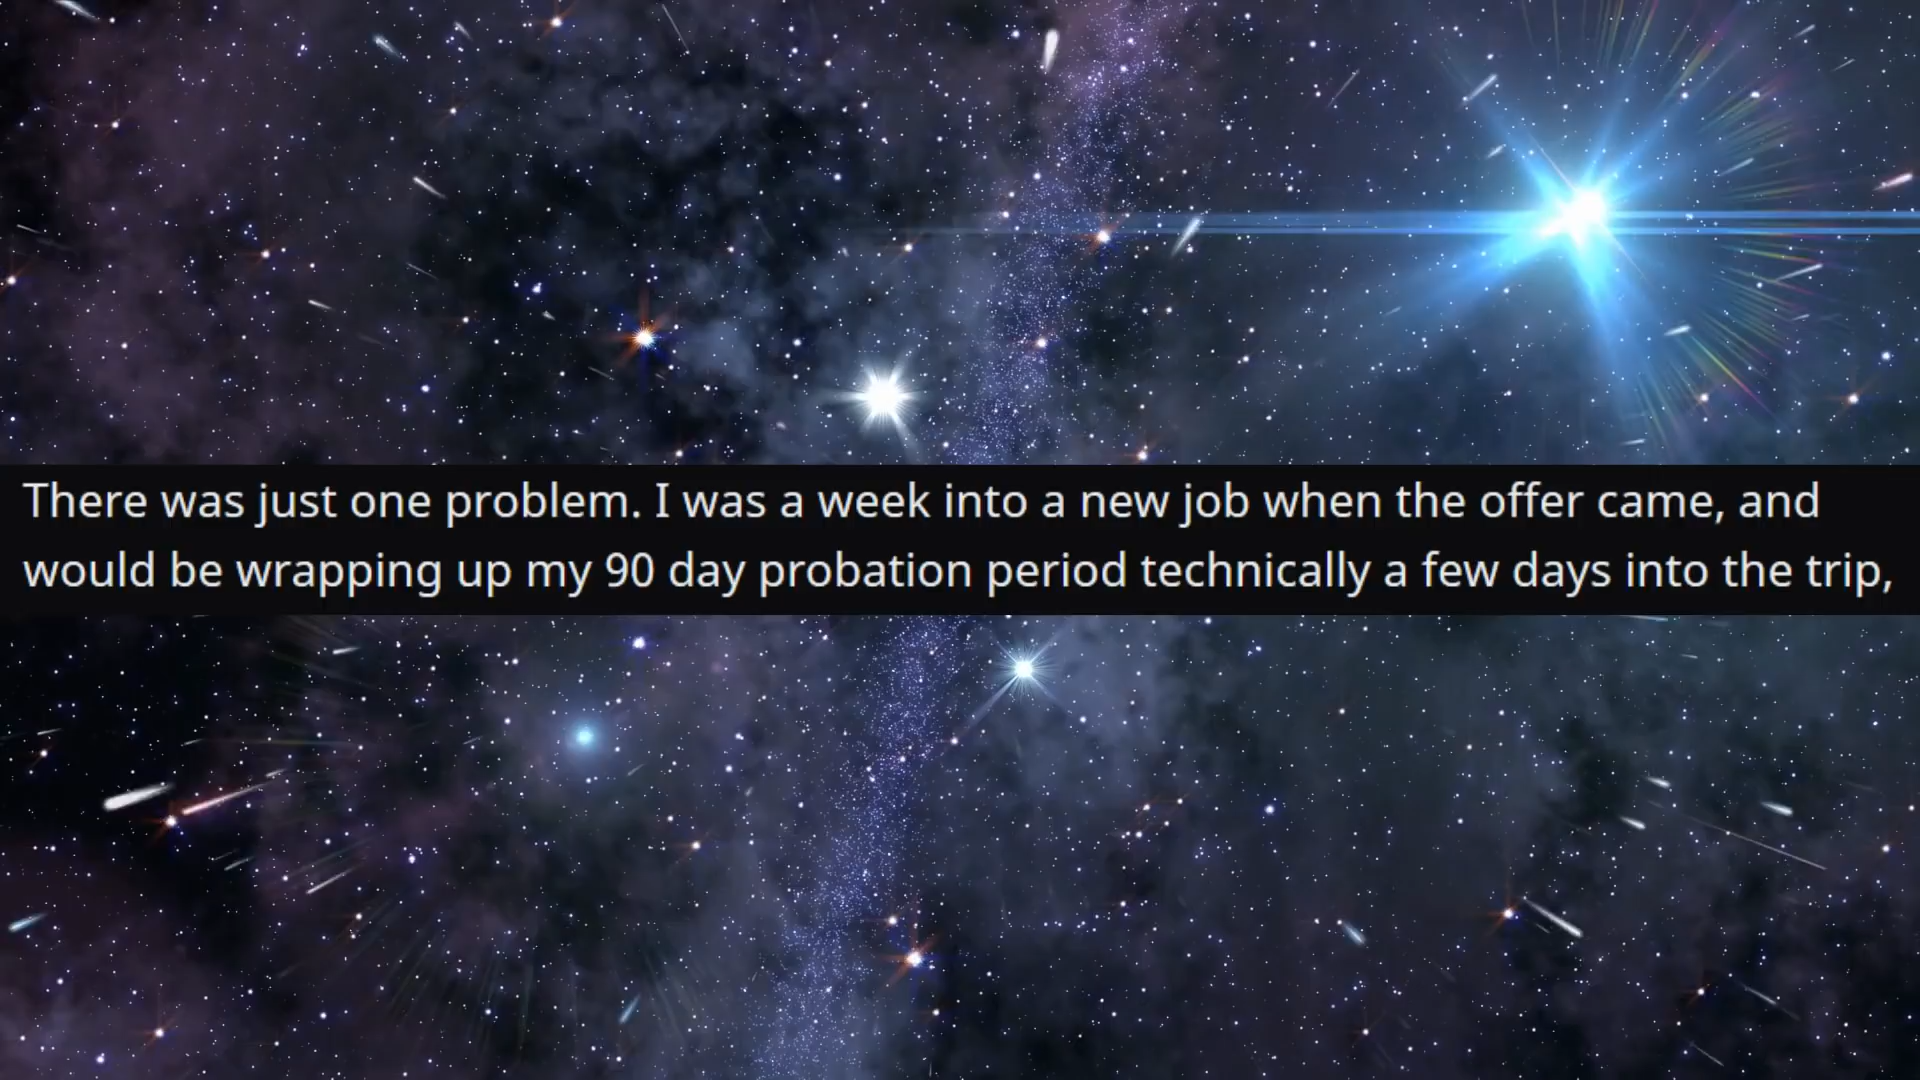 There was just one problem. I was a week into a new job when the offer came, and
would be wrapping up my 90 day probation period technically a few days into the trip,